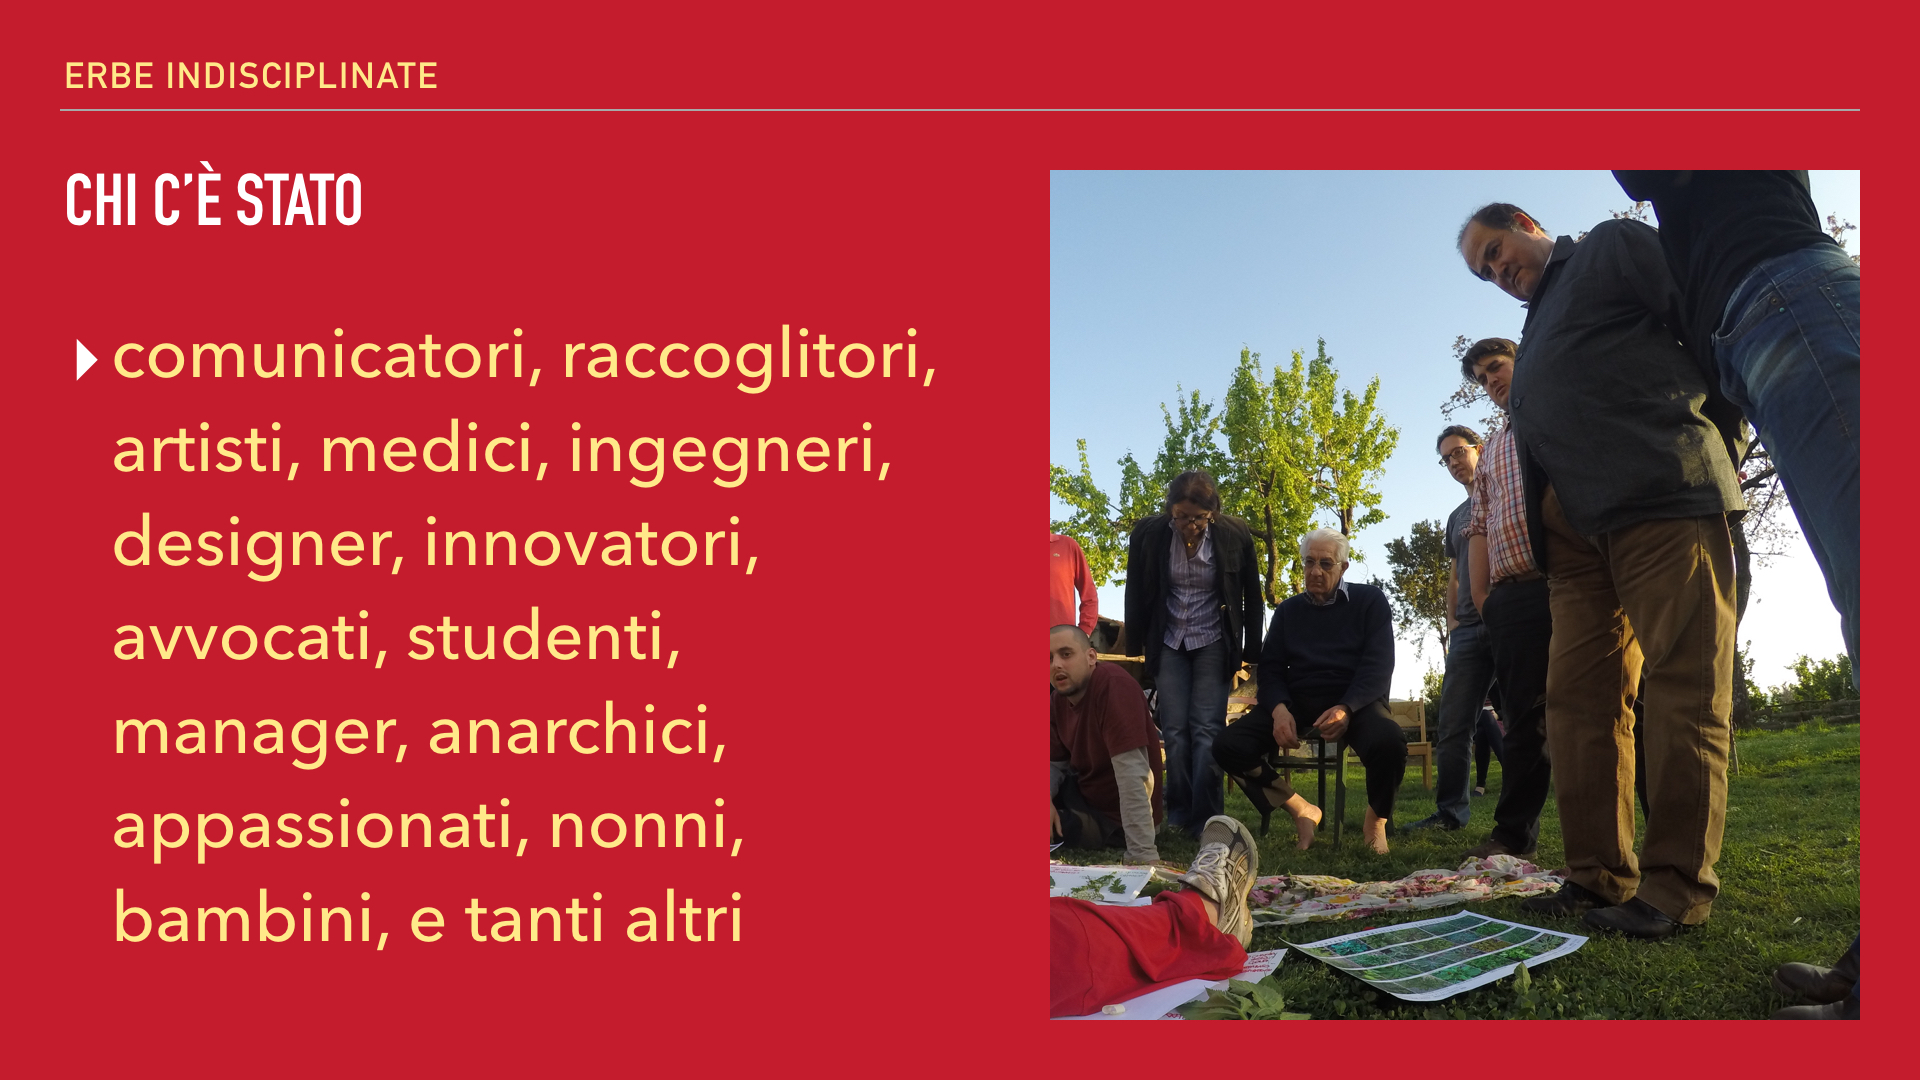 ERBE INDISCIPLINATE
CHI C’È STATO
comunicatori, raccoglitori,
artisti, medici, ingegneri,
designer, innovatori,
avvocati, studenti,
manager, anarchici,
appassionati, nonni,
bambini, e tanti altri